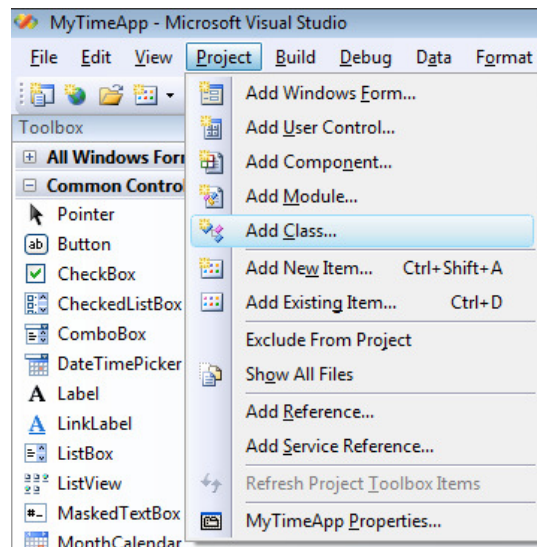 MyTimeApp - Microsoft Visual Studio
File Edit View Project Build Debug Data Format
Toolbox
All Windows For
Common Contro
Pointer
Button
CheckBox
CheckedListBox
ComboBox
DateTimePicker
Label
LinkLabel
ListBox
ListView
MaskedTextBox
MonthCalendar
Add Windows Form...
Add User Control...
Add Component...
Add Module...
Add Class...
Add New Item... Ctrl+Shift+A
Add Existing Item... Ctrl+D
Exclude From Project
Show All Files
Add Reference...
Add Service Reference...
Refresh Project Toolbox Items
MyTimeApp Properties...